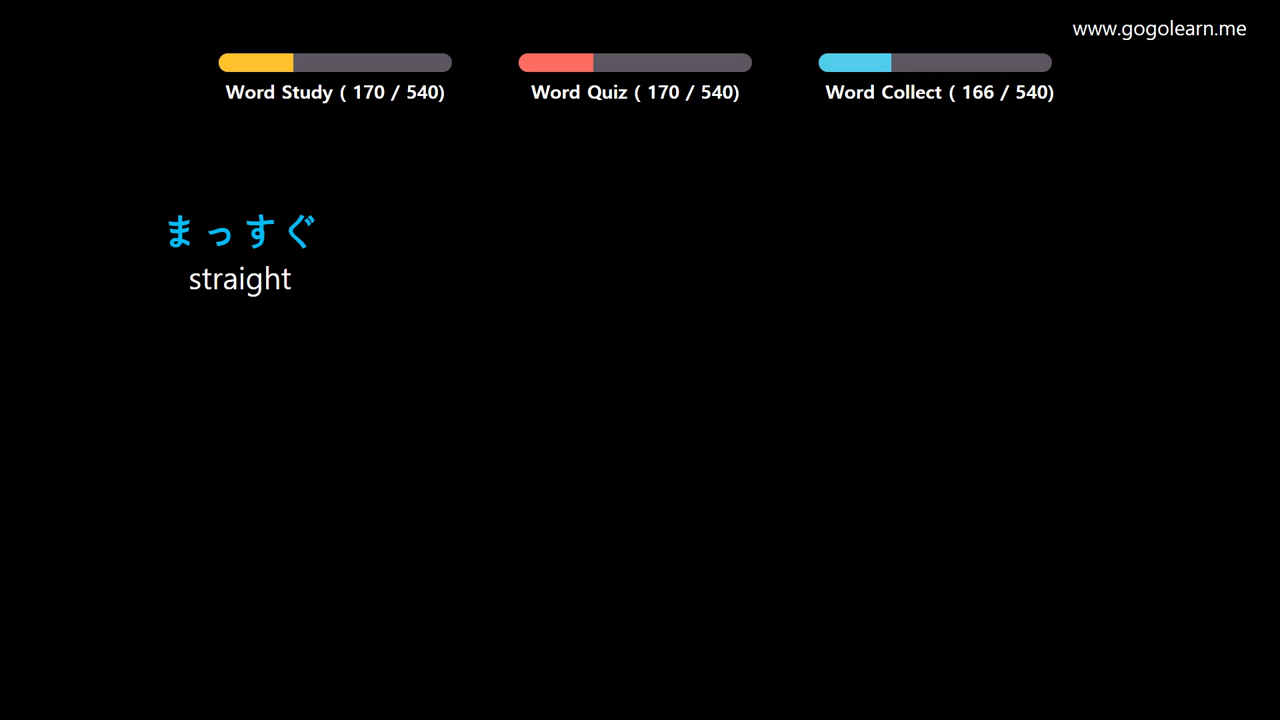 www.gogolearn.me
Word Study ( 170 / 540)
Word Quiz ( 170 / 540)
Word Collect ( 166 / 540)
まっすぐ
straight